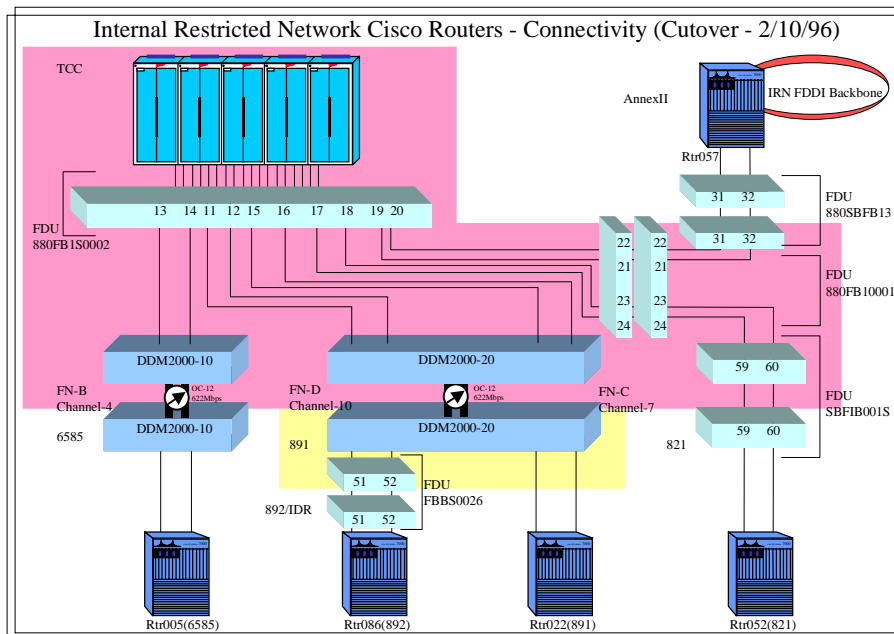 Internal Restricted Network Cisco Routers - Connectivity (Cutover - 2/10/96)
TCC
AnnexII
IRN FDDI Backbone
Rtr057
FDU
880FB1S0002
13 14 11 12 15 16 17 18 19 20
31 32
31 32
FDU
880SBFB13
22 22
21 21
23 23
24 24
FDU
880FB10001
DDM2000-10
DDM2000-20
59 60
FN-B
Channel-4
OC-12
622Mbps
FN-D
Channel-10
OC-12
622Mbps
FN-C
Channel-7
FDU
SBFIB001S
6585
DDM2000-10
891
DDM2000-20
821
59 60
51 52
FDU
FBBS0026
892/IDR
51 52
Rtr005(6585)
Rtr086(892)
Rtr022(891)
Rtr052(821)